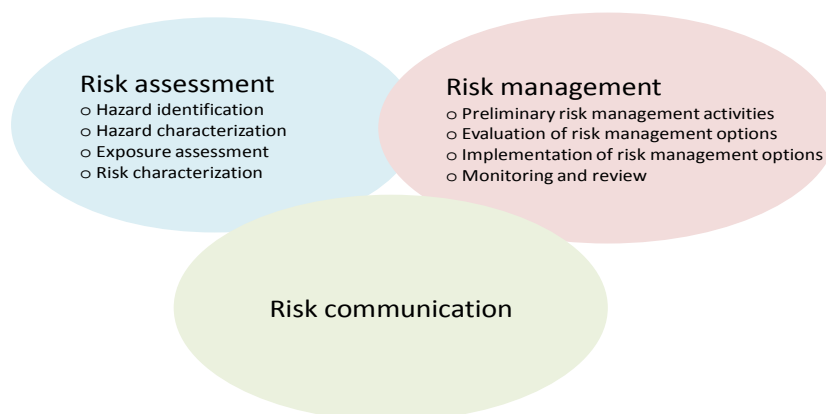 Risk assessment
o Hazard identification
o Hazard characterization
o Exposure assessment
o Risk characterization
Risk management
o Preliminary risk management activities
o Evaluation of risk management options
o Implementation of risk management options
o Monitoring and review
Risk communication